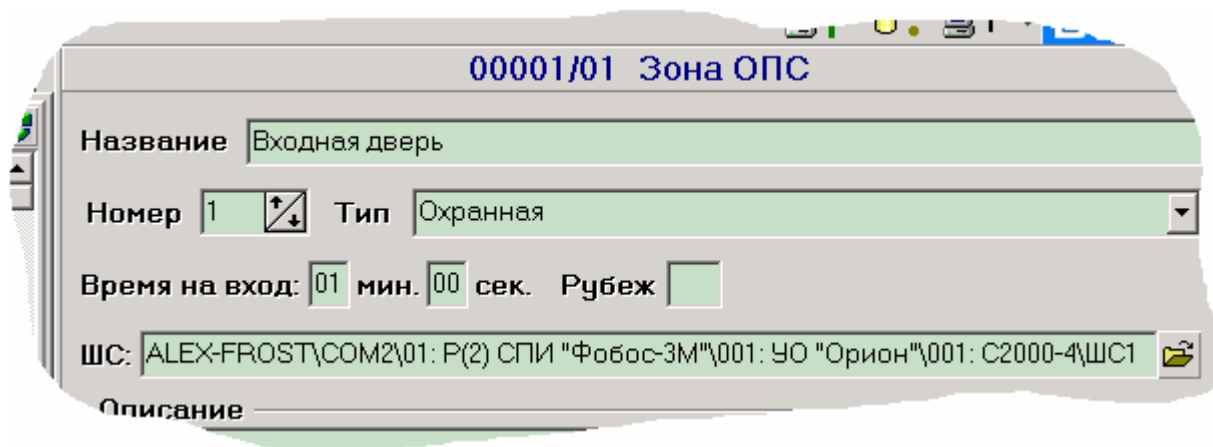 00001/01 Зона ОПС
Название Входная дверь
Номер 1 Тип Охранная
Время на вход: 01 мин. 00 сек. Рубеж
ШС: ALEX-FROST\COM2\01: P(2) СПИ "Фобос-3М"\001: УО "Орион"\001: С2000-4\ШС1
Описание